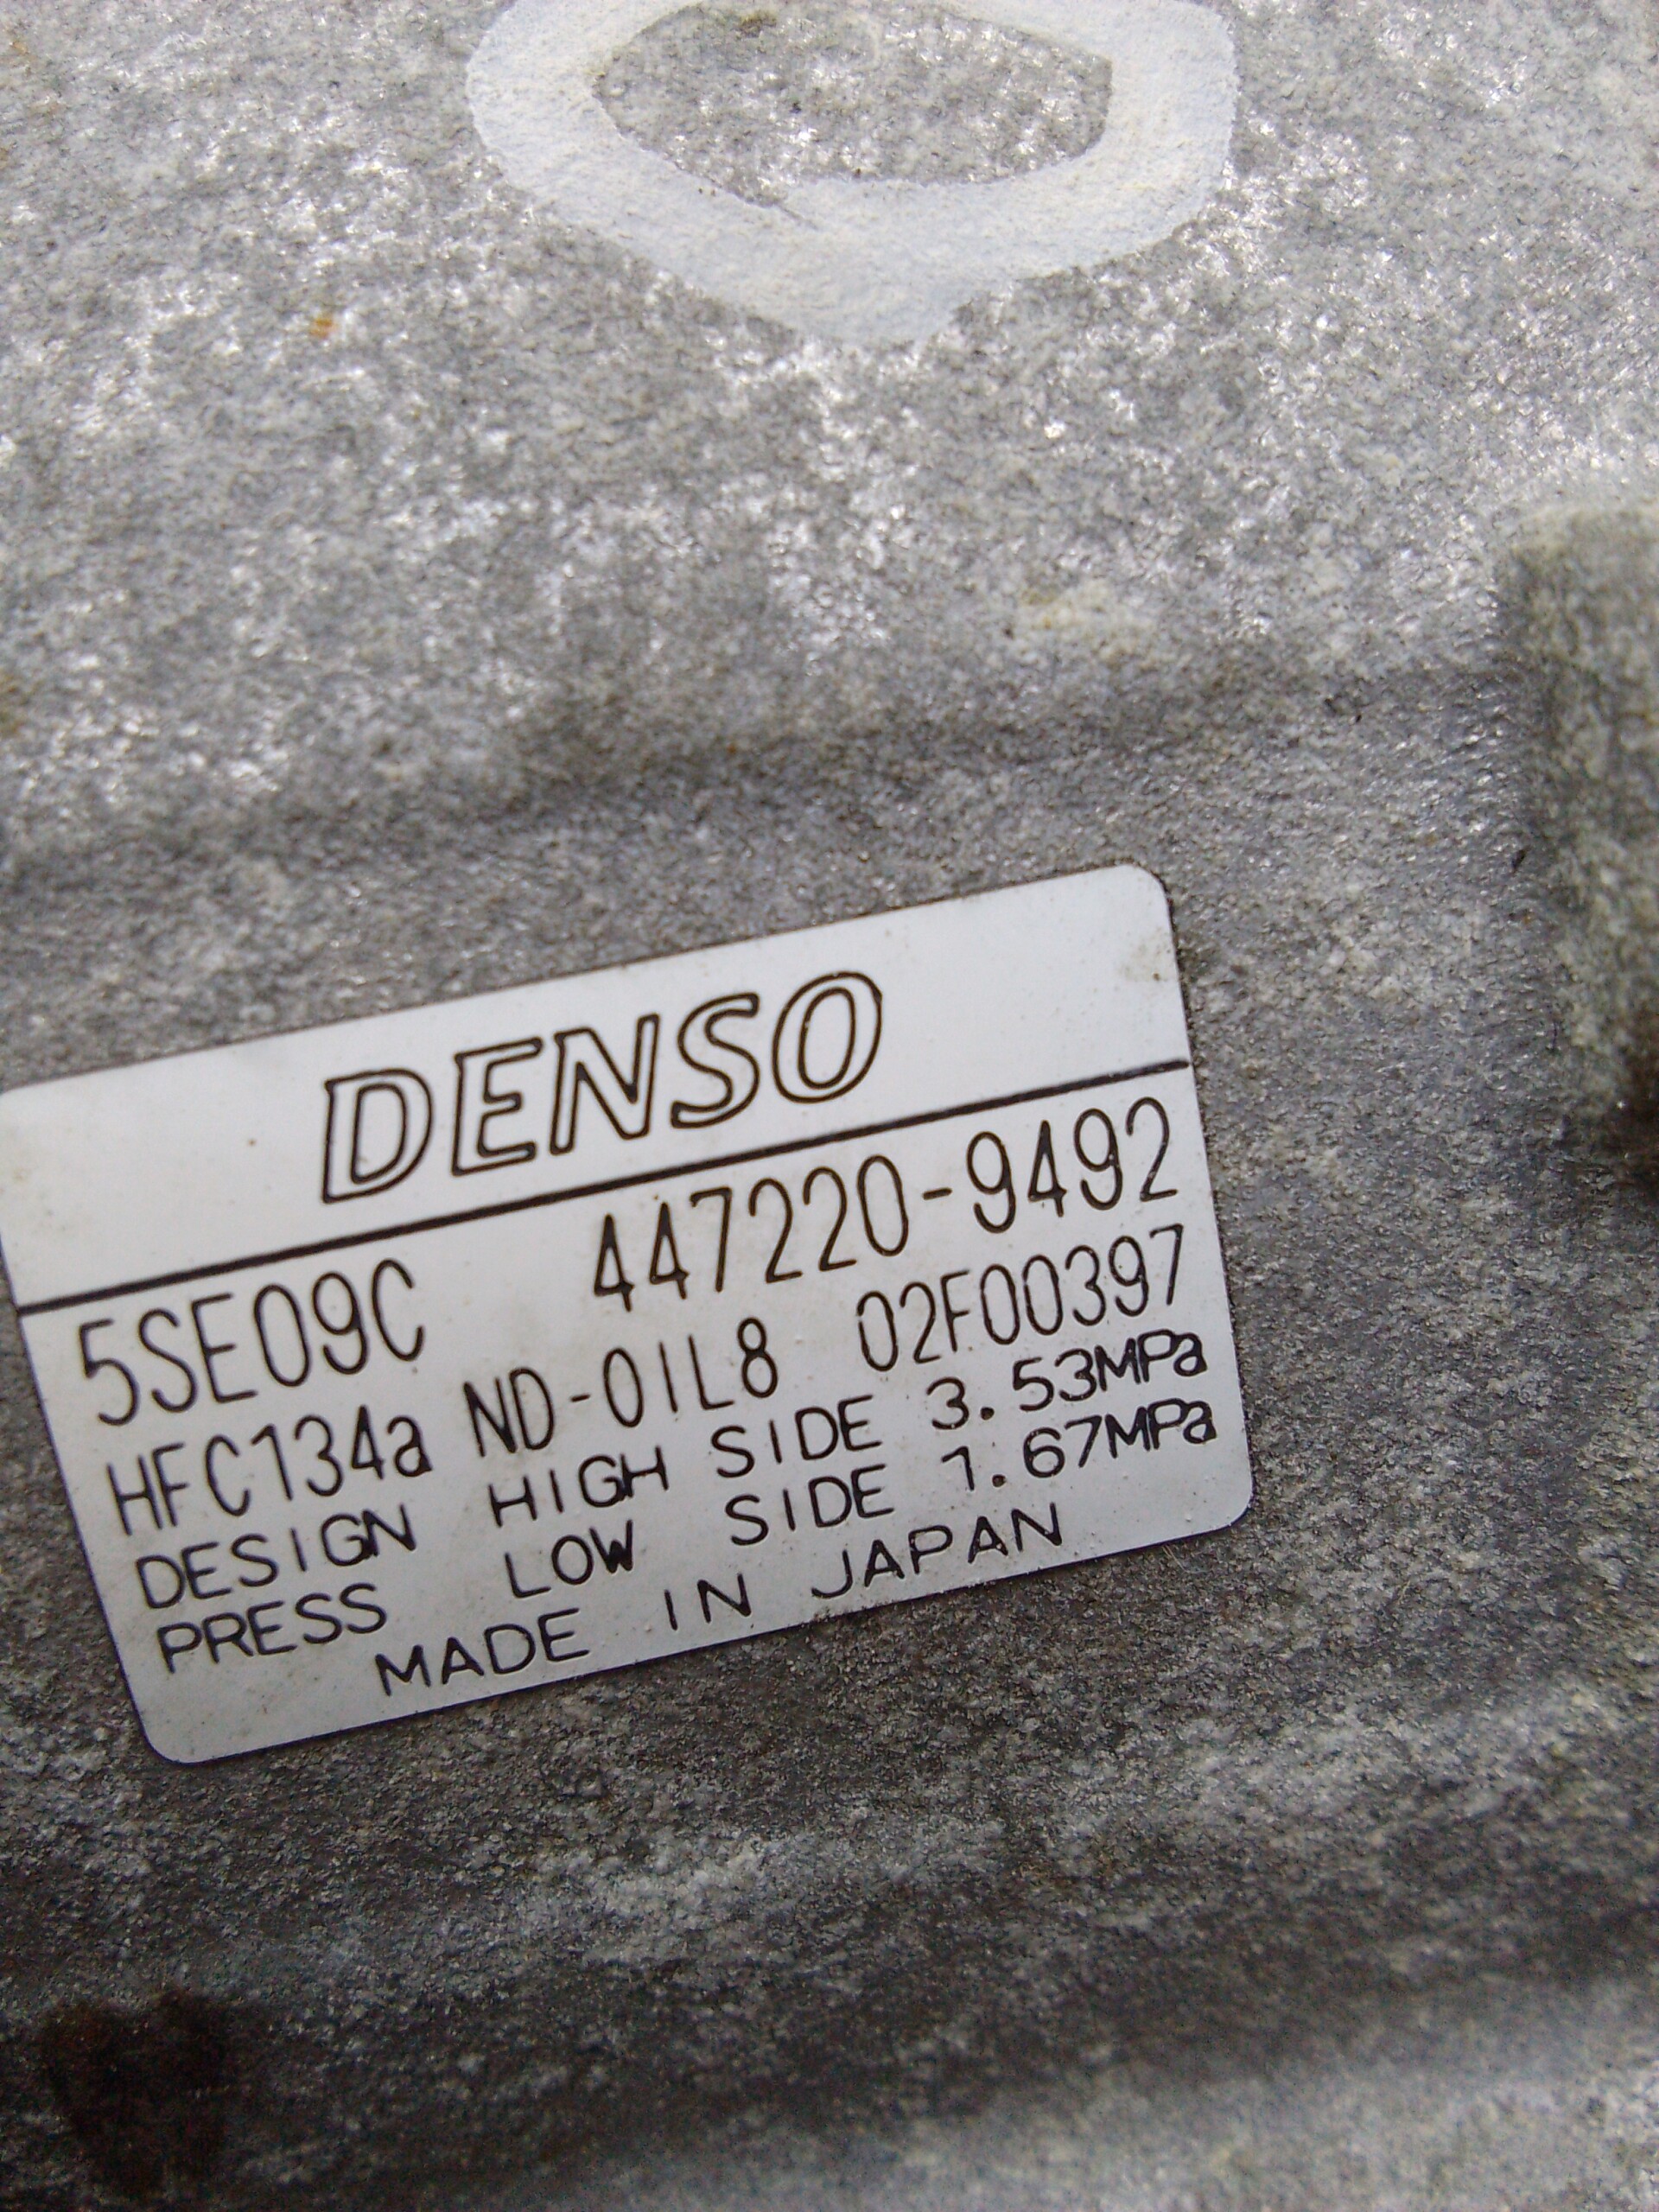 DENSO
5SE09C 447220-9492
HFC134a ND-OIL8 02F00397
DESIGN HIGH SIDE 3.53MPa
PRESS LOW SIDE 1.67MPa
MADE IN JAPAN